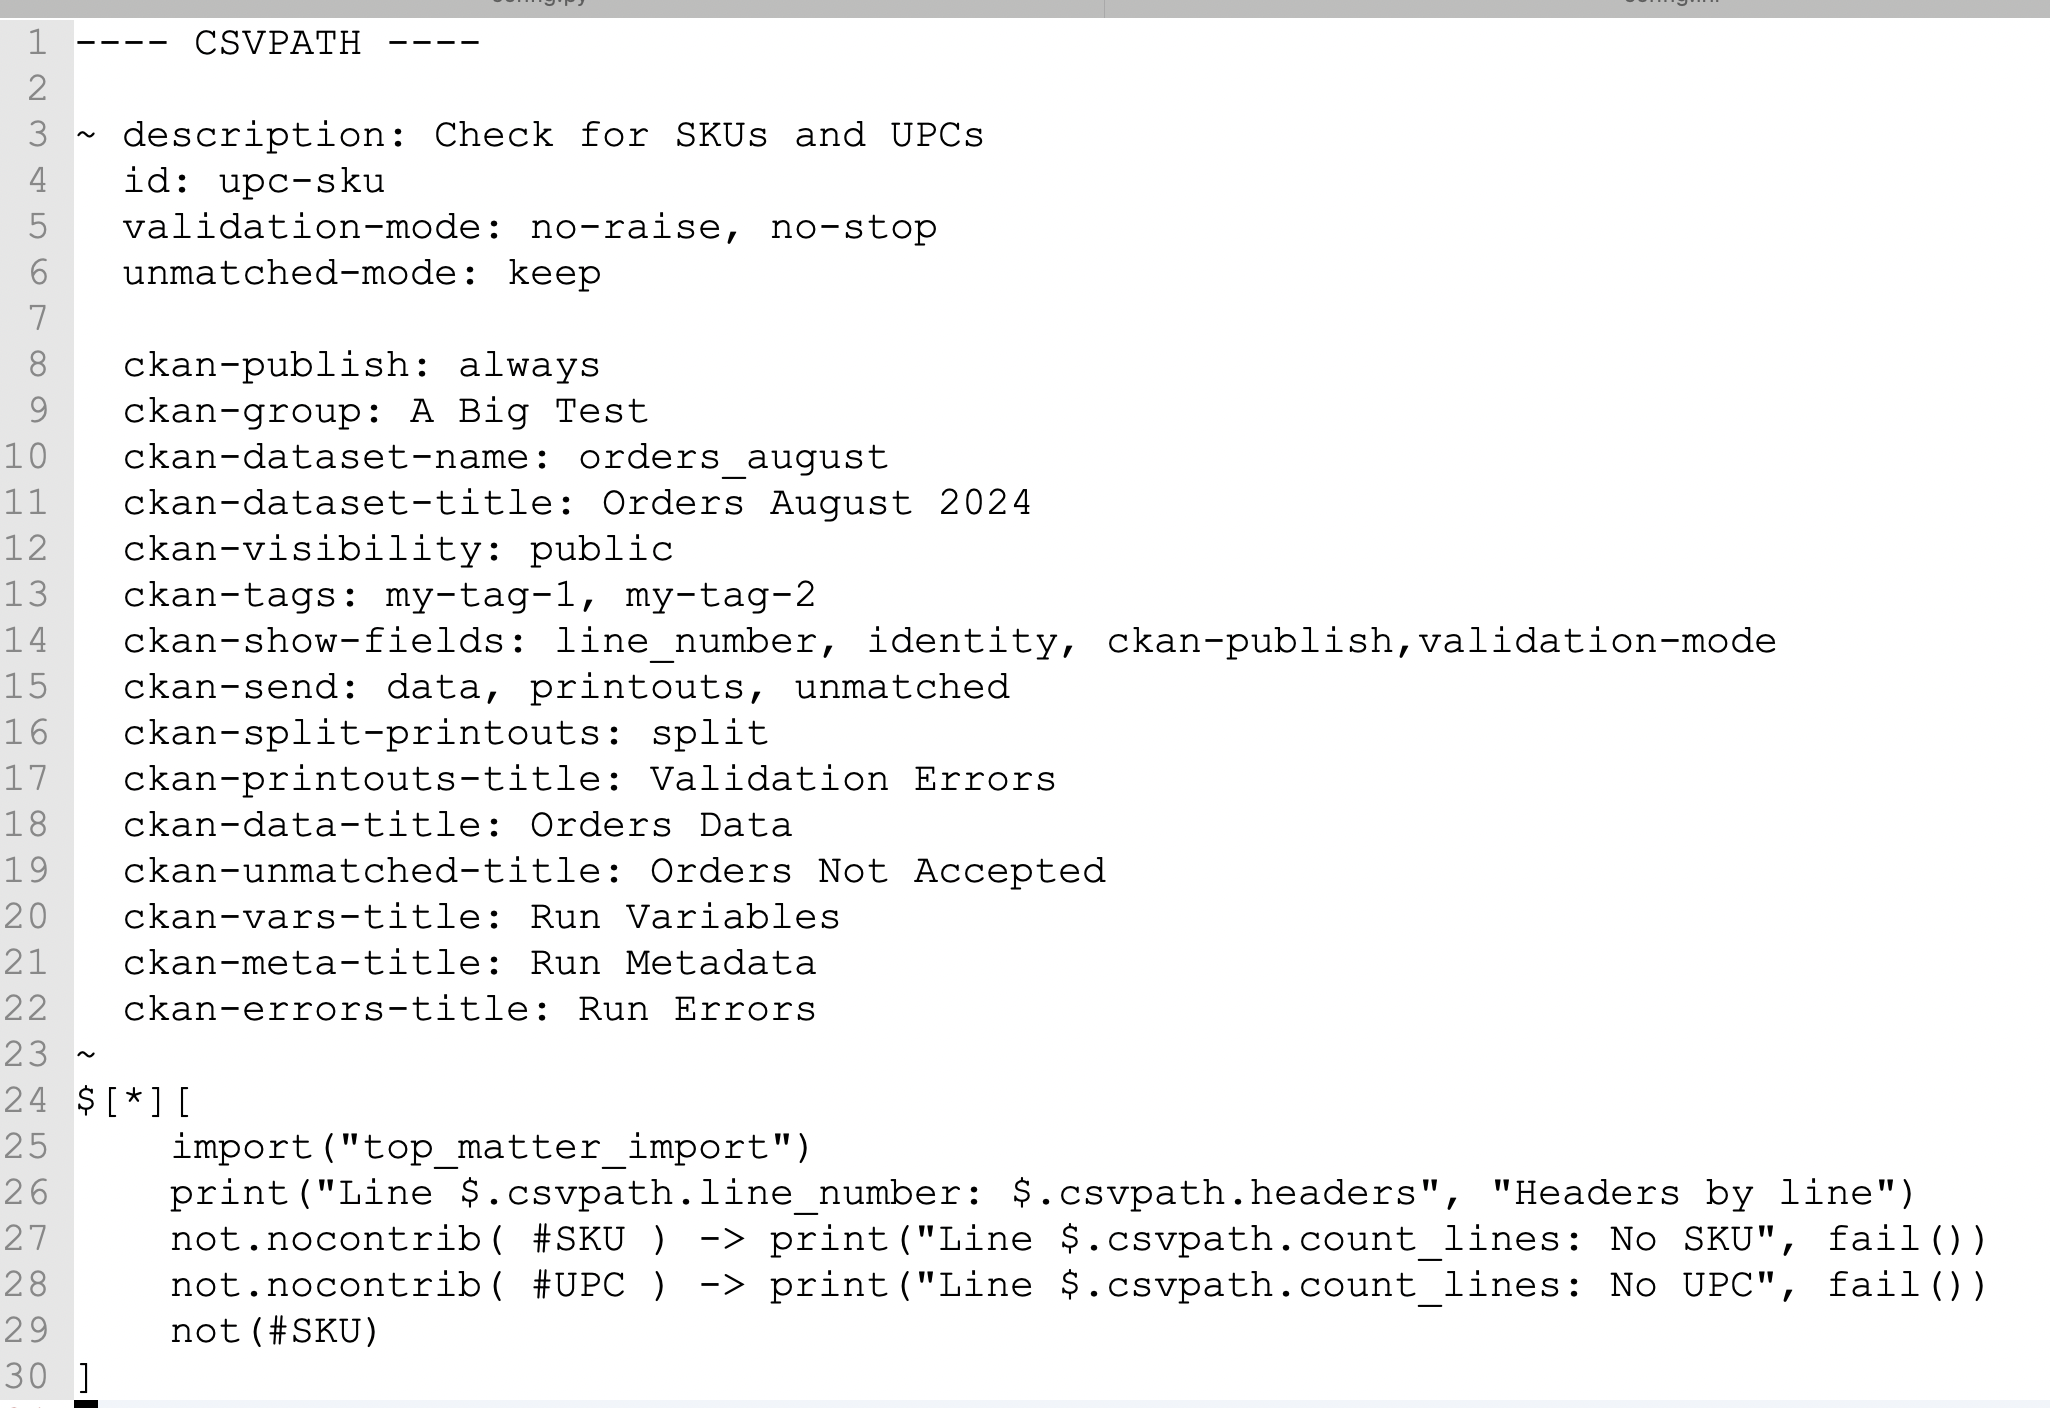 1 ---- CSVPATH ----
2
3 ~ description: Check for SKUs and UPCs
4   id: upc-sku
5   validation-mode: no-raise, no-stop
6   unmatched-mode: keep
7
8   ckan-publish: always
9   ckan-group: A Big Test
10   ckan-dataset-name: orders_august
11   ckan-dataset-title: Orders August 2024
12   ckan-visibility: public
13   ckan-tags: my-tag-1, my-tag-2
14   ckan-show-fields: line_number, identity, ckan-publish,validation-mode
15   ckan-send: data, printouts, unmatched
16   ckan-split-printouts: split
17   ckan-printouts-title: Validation Errors
18   ckan-data-title: Orders Data
19   ckan-unmatched-title: Orders Not Accepted
20   ckan-vars-title: Run Variables
21   ckan-meta-title: Run Metadata
22   ckan-errors-title: Run Errors
23 ~
24 $[*][
25     import("top_matter_import")
26     print("Line $.csvpath.line_number: $.csvpath.headers", "Headers by line")
27     not.nocontrib( #SKU ) -> print("Line $.csvpath.count_lines: No SKU", fail())
28     not.nocontrib( #UPC ) -> print("Line $.csvpath.count_lines: No UPC", fail())
29     not(#SKU)
30 ]